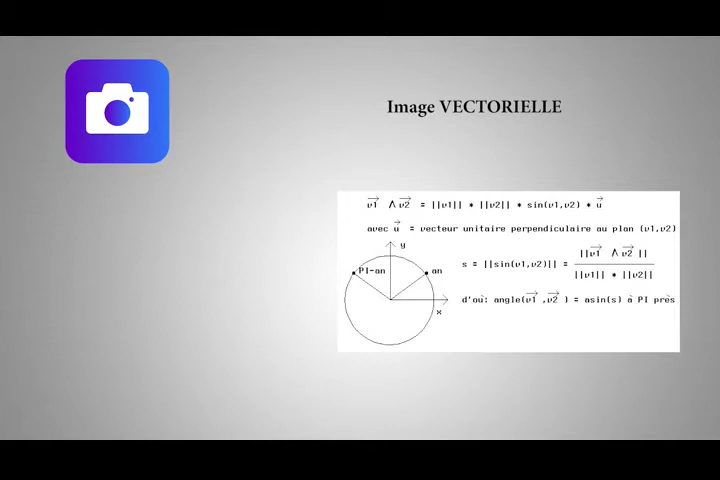 Image VECTORIELLE
v1 ∧ v2 = ||v1|| * ||v2|| * sin(v1,v2) * u
avec u = vecteur unitaire perpendiculaire au plan (v1,v2)
y
PI-an
an
x
s = ||sin(v1,v2)|| = ||v1 ∧ v2 ||
||v1|| * ||v2||
d'où: angle(v1 ,v2 ) = asin(s) à PI près